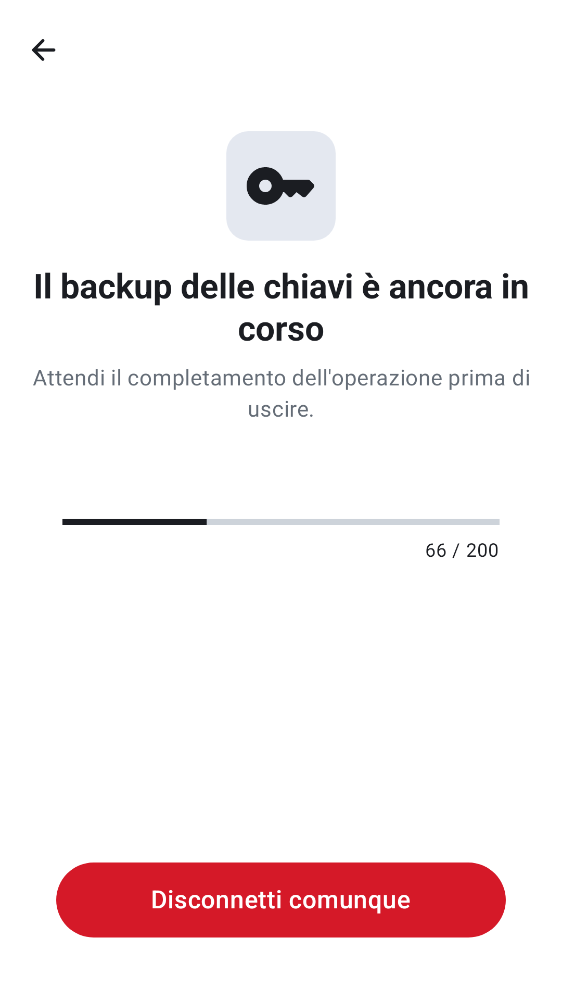 Il backup delle chiavi è ancora in
corso
Attendi il completamento dell'operazione prima di
uscire.
66 / 200
Disconnetti comunque